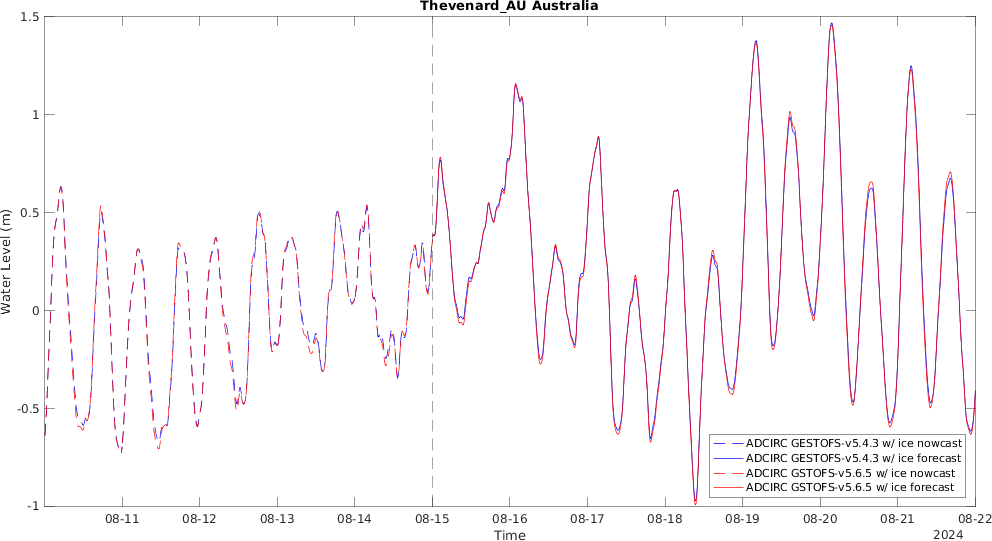 Thevenard_AU Australia
1.5
1
0.5
0
-0.5
-1
Water Level (m)
ADCIRC GESTOFS-v5.4.3 w/ ice nowcast
ADCIRC GESTOFS-v5.4.3 w/ ice forecast
ADCIRC GSTOFS-v5.6.5 w/ ice nowcast
ADCIRC GSTOFS-v5.6.5 w/ ice forecast
08-11 08-12 08-13 08-14 08-15 08-16 08-17 08-18 08-19 08-20 08-21 08-22
Time
2024